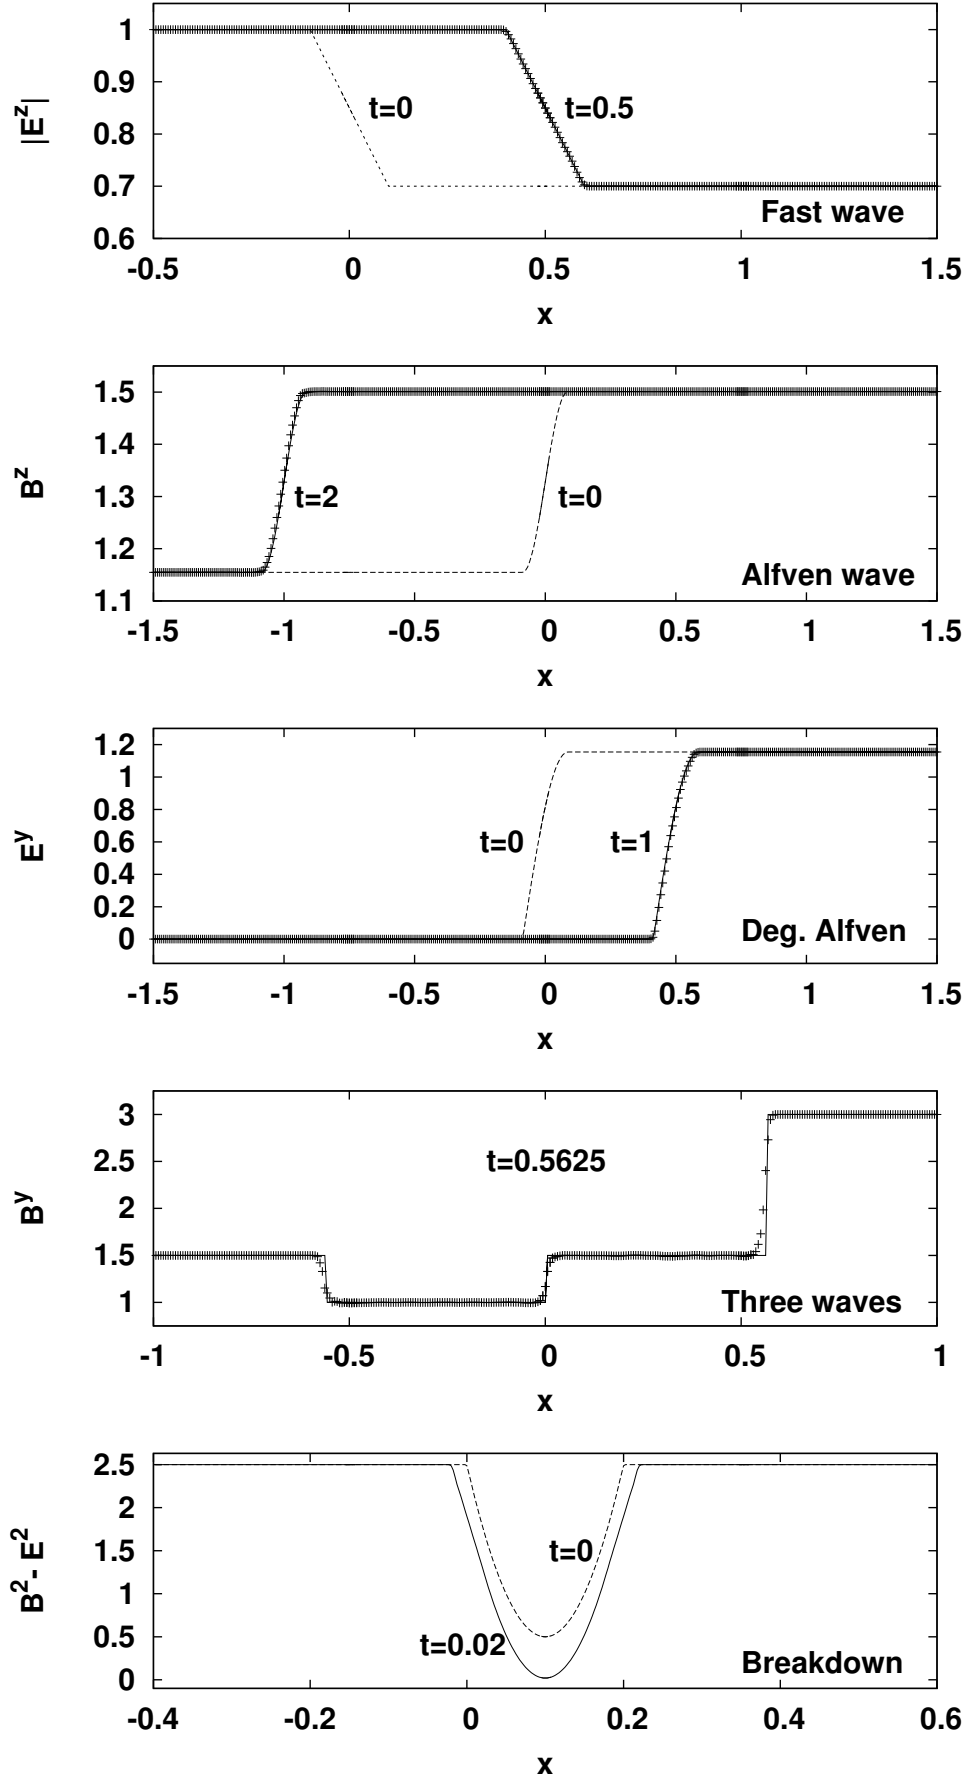 1
0.9
0.8
0.7
0.6
|E^z|
t=0
t=0.5
Fast wave
-0.5 0 0.5 1 1.5
x
1.5
1.4
1.3
1.2
1.1
B^z
t=2
t=0
Alfven wave
-1.5 -1 -0.5 0 0.5 1 1.5
x
1.2
1
0.8
0.6
0.4
0.2
0
E^y
t=0
t=1
Deg. Alfven
-1.5 -1 -0.5 0 0.5 1 1.5
x
3
2.5
2
1.5
1
B^y
t=0.5625
Three waves
-1 -0.5 0 0.5 1
x
2.5
2
1.5
1
0.5
0
B^2- E^2
t=0
t=0.02
Breakdown
-0.4 -0.2 0 0.2 0.4 0.6
x